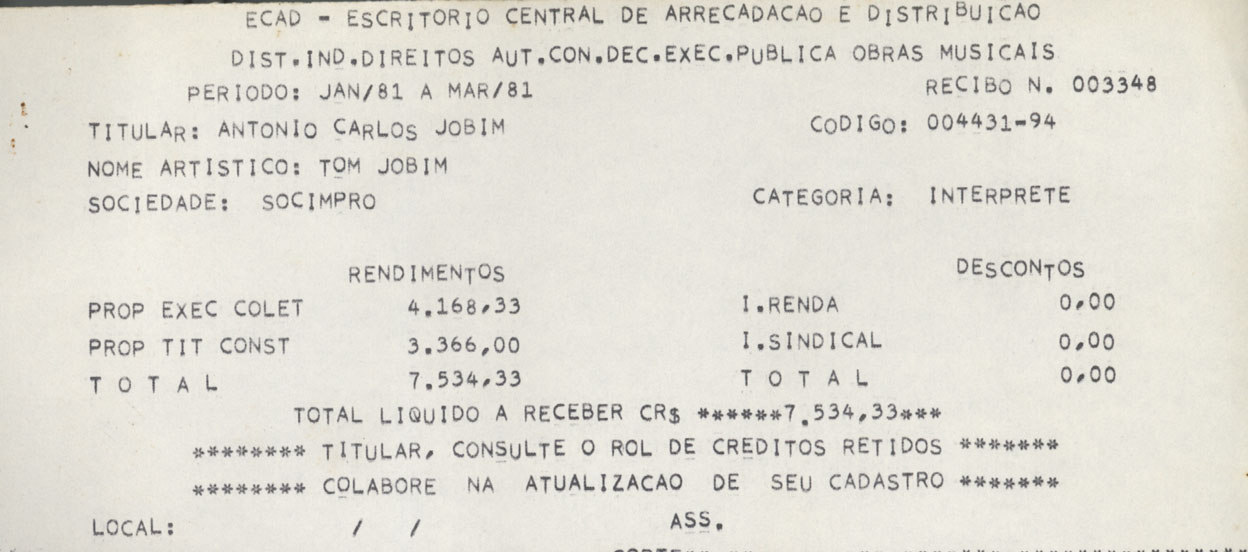 ECAD - ESCRITORIO CENTRAL DE ARRECADACAO E DISTRIBUICAO
DIST.IND.DIREITOS AUT.CON.DEC.EXEC.PUBLICA OBRAS MUSICAIS
PERIODO: JAN/81 A MAR/81 RECIBO N. 003348
TITULAR: ANTONIO CARLOS JOBIM CODIGO: 004431-94
NOME ARTISTICO: TOM JOBIM
SOCIEDADE: SOCIMPRO CATEGORIA: INTERPRETE
RENDIMENTOS DESCONTOS
PROP EXEC COLET 4.168,33 I.RENDA 0,00
PROP TIT CONST 3.366,00 I.SINDICAL 0,00
T O T A L 7.534,33 T O T A L 0,00
TOTAL LIQUIDO A RECEBER CR$ ******7.534,33***
******** TITULAR, CONSULTE O ROL DE CREDITOS RETIDOS *******
******** COLABORE NA ATUALIZACAO DE SEU CADASTRO *******
LOCAL: / / ASS.